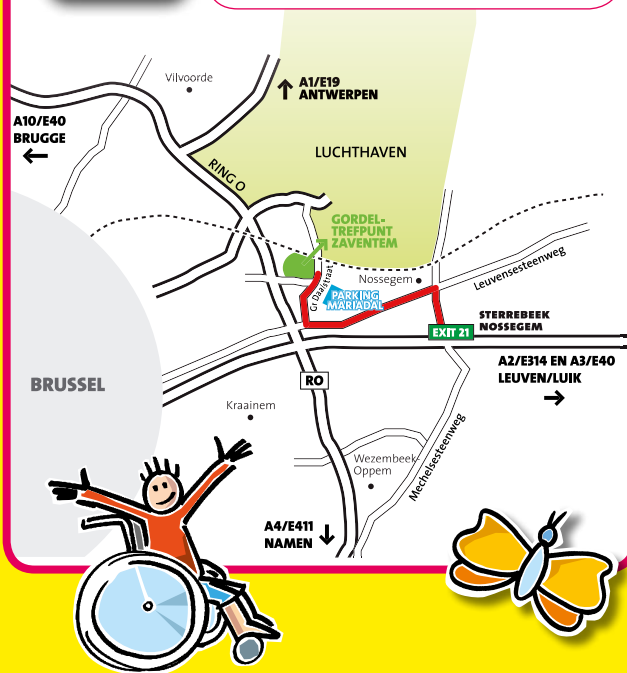 Vilvoorde
A1/E19
ANTWERPEN
A10/E40
BRUGGE
LUCHTHAVEN
RING O
GORDEL-
TREFPUNT
ZAVENTEM
Gr Daalstraat
Nossegem
Leuvensesteenweg
PARKING
MARIADAL
STERREBEEK
NOSSEGEM
EXIT 21
A2/E314 EN A3/E40
LEUVEN/LUIK
BRUSSEL
RO
Kraainem
Wezembeek-
Oppem
Mechelsesteenweg
A4/E411
NAMEN